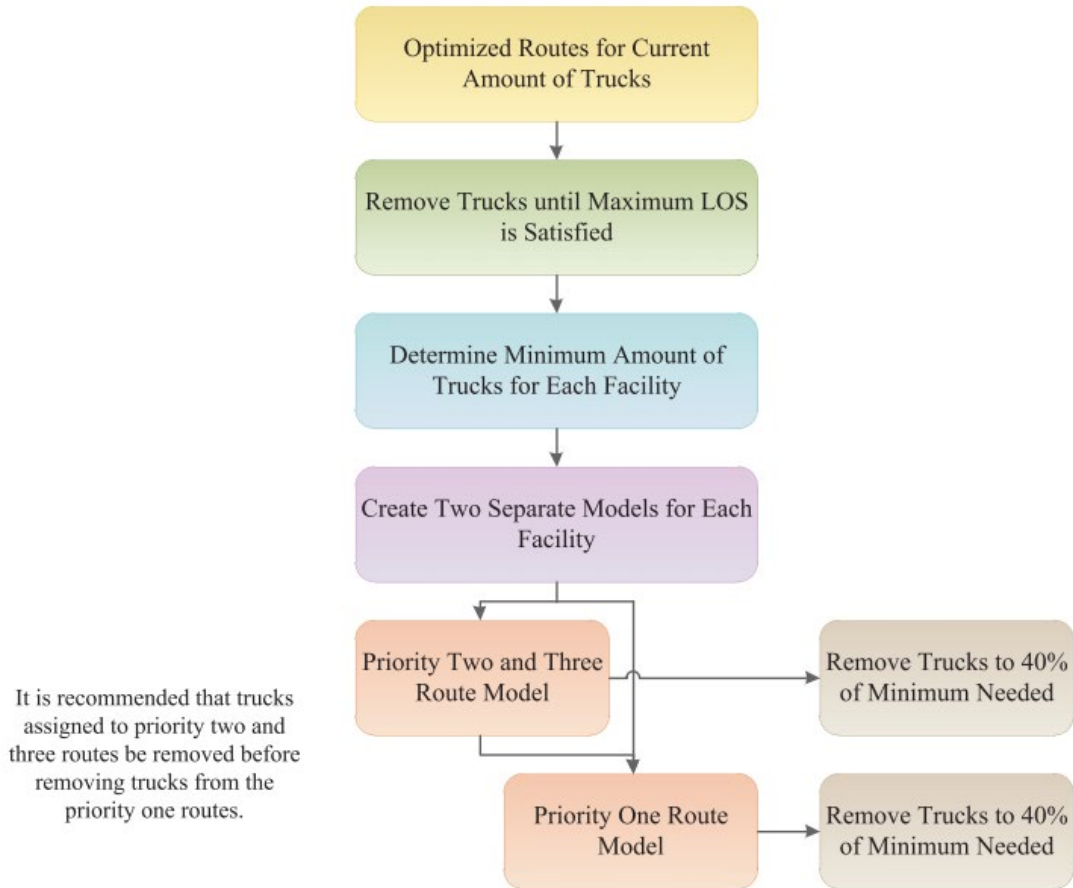 Optimized Routes for Current
Amount of Trucks
Remove Trucks until Maximum LOS
is Satisfied
Determine Minimum Amount of
Trucks for Each Facility
Create Two Separate Models for Each
Facility
Priority Two and Three
Route Model
Remove Trucks to 40%
of Minimum Needed
It is recommended that trucks
assigned to priority two and
three routes be removed before
removing trucks from the
priority one routes.
Priority One Route
Model
Remove Trucks to 40%
of Minimum Needed